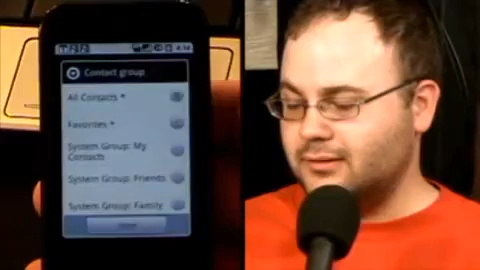 Contact group
All Contacts *
Favorites *
System Group: My
Contacts
System Group: Friends
System Group: Family